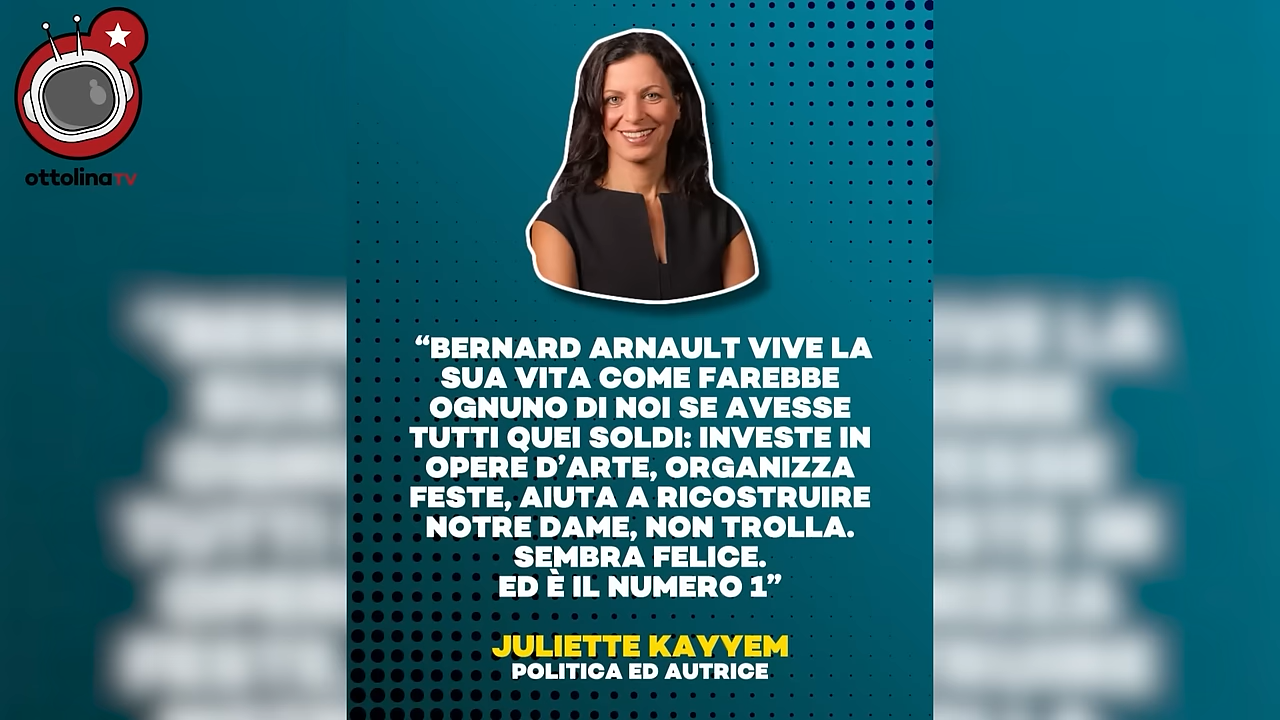 ottolinaTV
“BERNARD ARNAULT VIVE LA
SUA VITA COME FAREBBE
OGNUNO DI NOI SE AVESSE
TUTTI QUEI SOLDI: INVESTE IN
OPERE D’ARTE, ORGANIZZA
FESTE, AIUTA A RICOSTRUIRE
NOTRE DAME, NON TROLLA.
SEMBRA FELICE.
ED È IL NUMERO 1”
JULIETTE KAYYEM
POLITICA ED AUTRICE